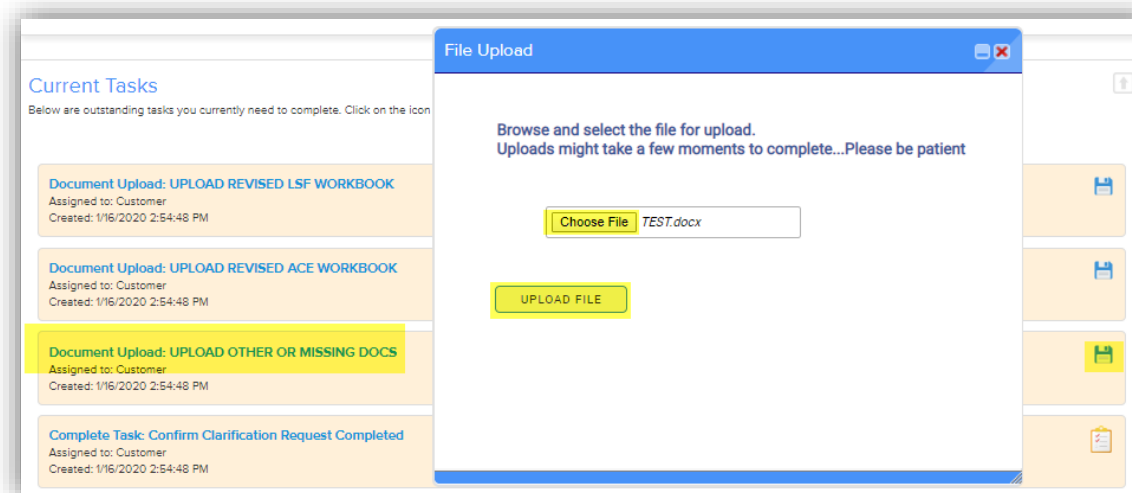 File Upload
Current Tasks
Below are outstanding tasks you currently need to complete. Click on the icon
Browse and select the file for upload.
Uploads might take a few moments to complete...Please be patient
Choose File TEST.docx
UPLOAD FILE
Document Upload: UPLOAD REVISED LSF WORKBOOK
Assigned to: Customer
Created: 1/16/2020 2:54:48 PM
Document Upload: UPLOAD REVISED ACE WORKBOOK
Assigned to: Customer
Created: 1/16/2020 2:54:48 PM
Document Upload: UPLOAD OTHER OR MISSING DOCS
Assigned to: Customer
Created: 1/16/2020 2:54:48 PM
Complete Task: Confirm Clarification Request Completed
Assigned to: Customer
Created: 1/16/2020 2:54:48 PM